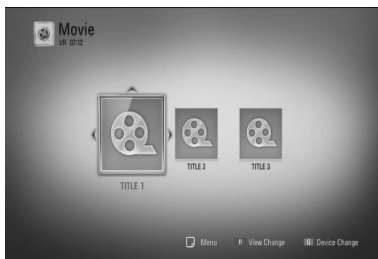 Movie
VR 07:12
TITLE 1
TITLE 2
TITLE 3
Menu
R View Change
G Device Change